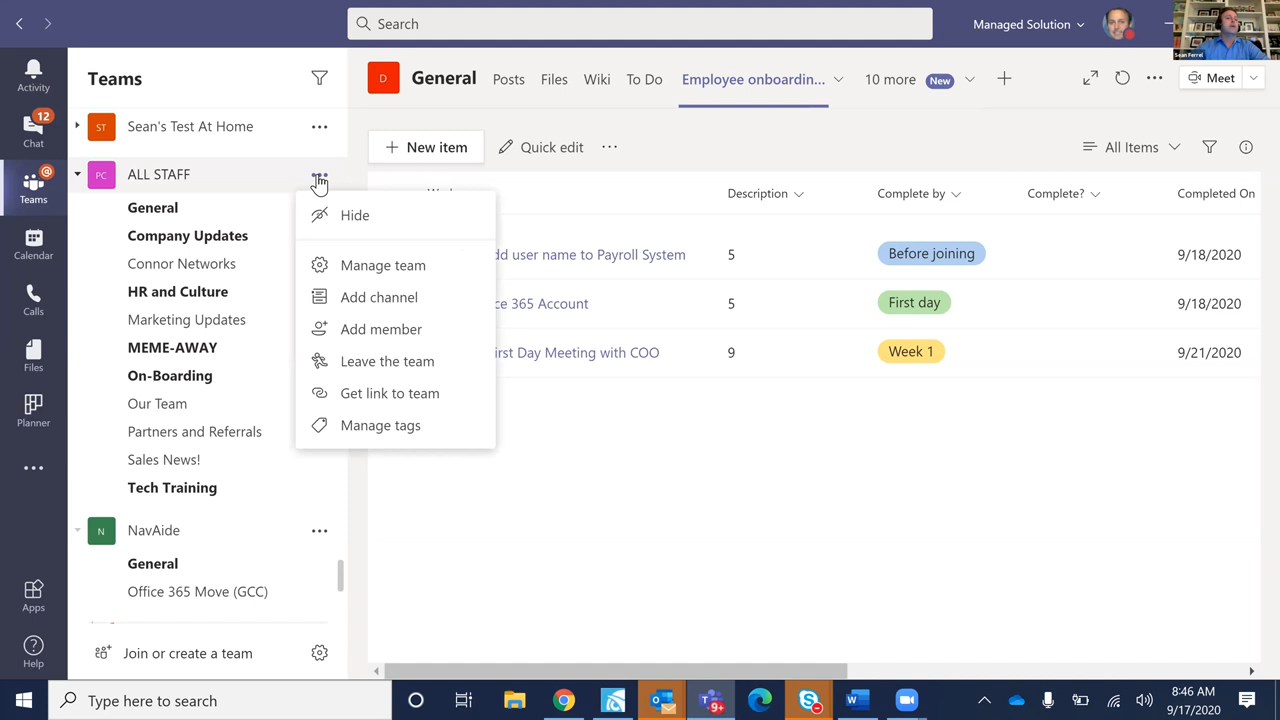 Search
Managed Solution
Sean Ferrel
Activity
12
Chat
Teams
Calendar
Calls
Files
Planner
Apps
Help
Teams
ST
Sean's Test At Home
PC
ALL STAFF
General
Company Updates
Connor Networks
HR and Culture
Marketing Updates
MEME-AWAY
On-Boarding
Our Team
Partners and Referrals
Sales News!
Tech Training
N
NavAide
General
Office 365 Move (GCC)
Join or create a team
Hide
Manage team
Add channel
Add member
Leave the team
Get link to team
Manage tags
D
General
Posts
Files
Wiki
To Do
Employee onboardin...
10 more
New
Meet
New item
Quick edit
All Items
Description
Complete by
Complete?
Completed On
dd user name to Payroll System
5
Before joining
9/18/2020
ce 365 Account
5
First day
9/18/2020
irst Day Meeting with COO
9
Week 1
9/21/2020
Type here to search
9+
8:46 AM
9/17/2020